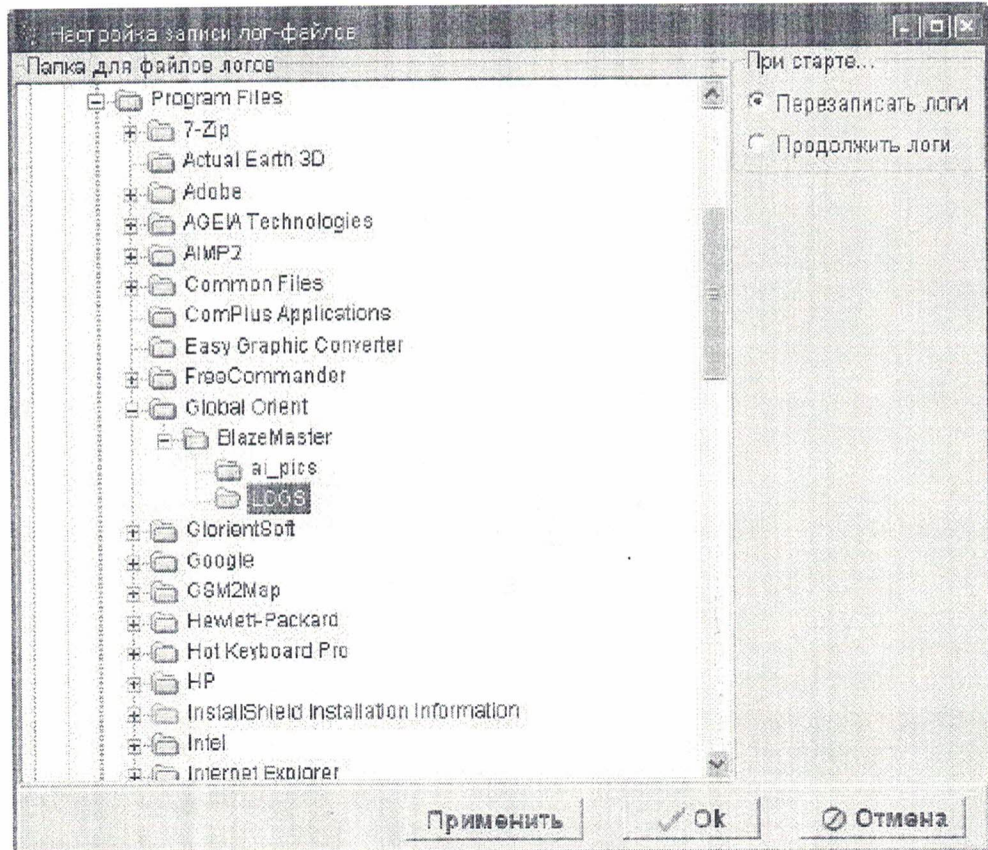 Настройка записи лог-файлов
Папка для файлов логов
Program Files
7-Zip
Actual Earth 3D
Adobe
AGEIA Technologies
AIMP2
Common Files
ComPlus Applications
Easy Graphic Converter
FreeCommander
Global Orient
BlazeMaster
ai_pics
LOGS
GlorientSoft
Google
GSM2Map
Hewlett-Packard
Hot Keyboard Pro
HP
InstallShield Installation Information
Intel
Internet Explorer
При старте...
Перезаписать логи
Продолжить логи
Применить
Ok
Отмена